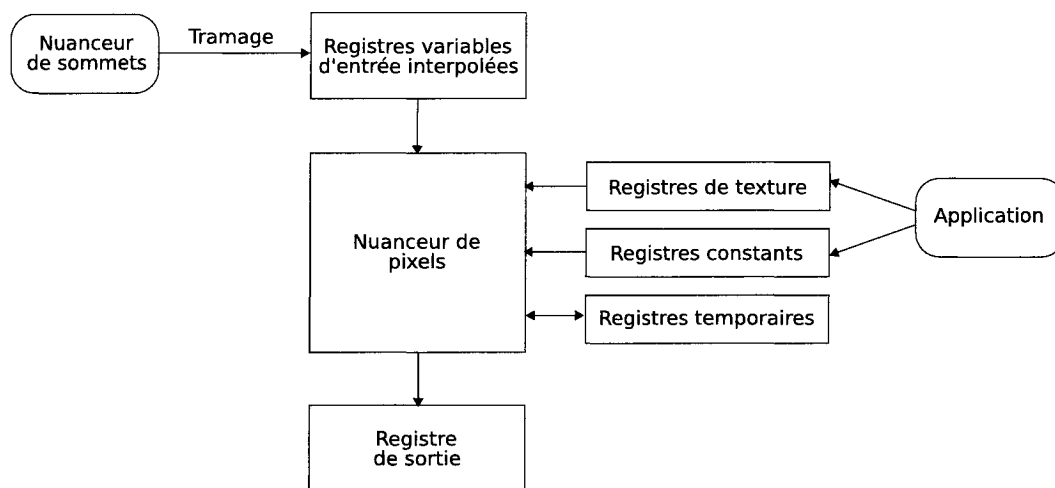 Nuanceur
de sommets
Tramage
Registres variables
d'entrée interpolées
Registres de texture
Application
Nuanceur de
pixels
Registres constants
Registres temporaires
Registre
de sortie